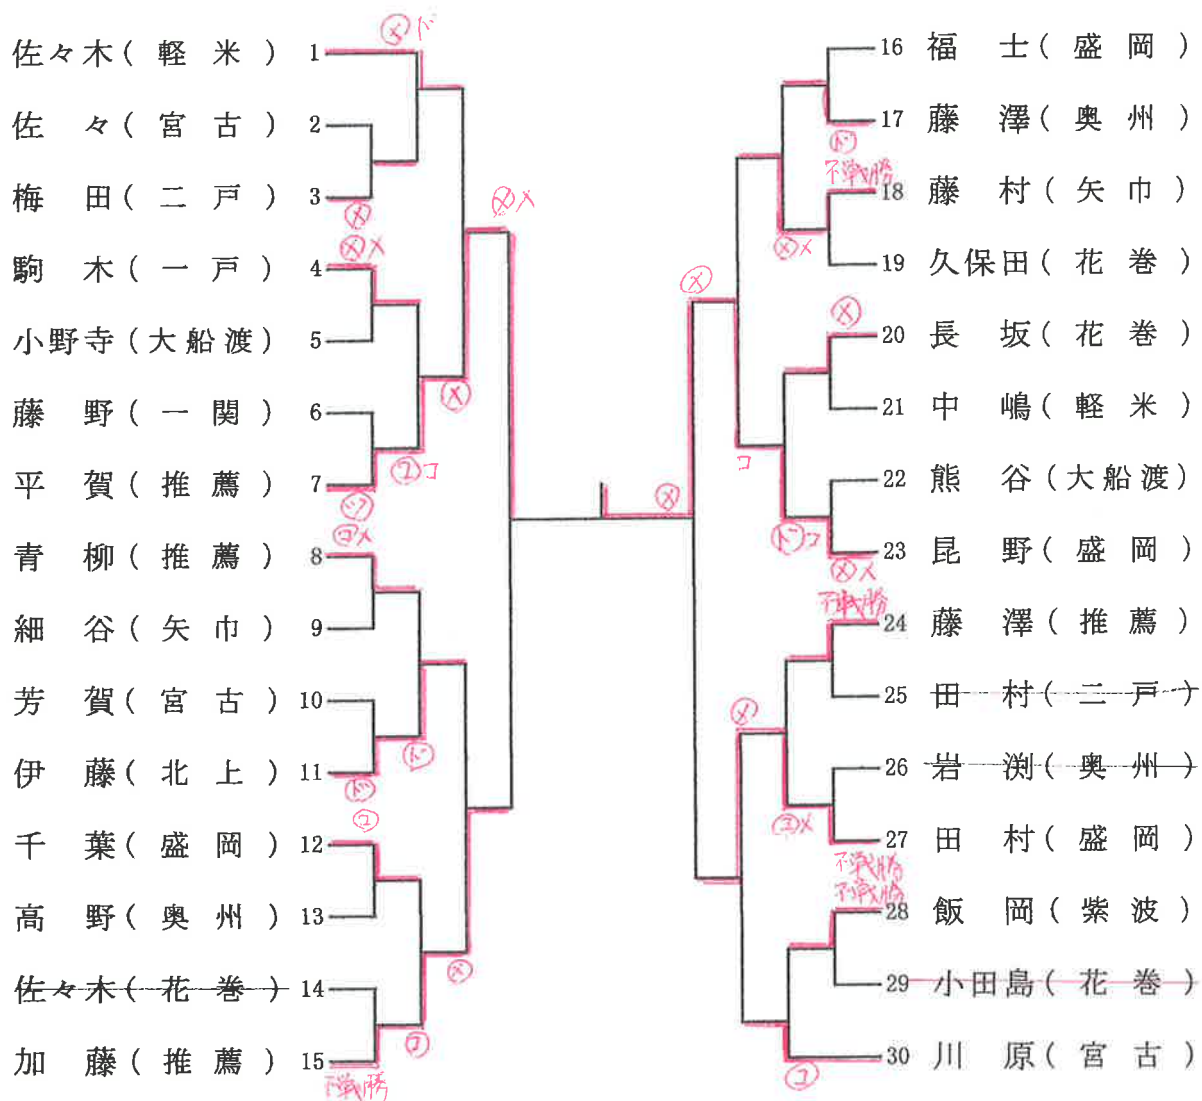 佐々木(軽米) 1
佐々(宮古) 2
梅田(二戸) 3
駒木(一戸) 4
小野寺(大船渡) 5
藤野(一関) 6
平賀(推薦) 7
青柳(推薦) 8
細谷(矢巾) 9
芳賀(宮古) 10
伊藤(北上) 11
千葉(盛岡) 12
高野(奥州) 13
佐々木(花巻) 14
加藤(推薦) 15
不戦勝
16 福士(盛岡)
17 藤澤(奥州)
不戦勝
18 藤村(矢巾)
19 久保田(花巻)
20 長坂(花巻)
21 中嶋(軽米)
22 熊谷(大船渡)
23 昆野(盛岡)
不戦勝
24 藤澤(推薦)
25 田村(二戸)
26 岩渕(奥州)
27 田村(盛岡)
不戦勝
不戦勝
28 飯岡(紫波)
29 小田島(花巻)
30 川原(宮古)